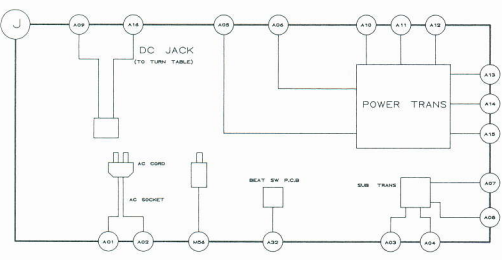 J
A09
A16
A05
A06
A10
A11
A12
DC JACK
(TO TURN TABLE)
A13
POWER TRANS
A14
A15
AC CORD
BEAT SW P.C.B
SUB TRANS
A07
AC SOCKET
A08
A01
A02
M56
A32
A03
A04